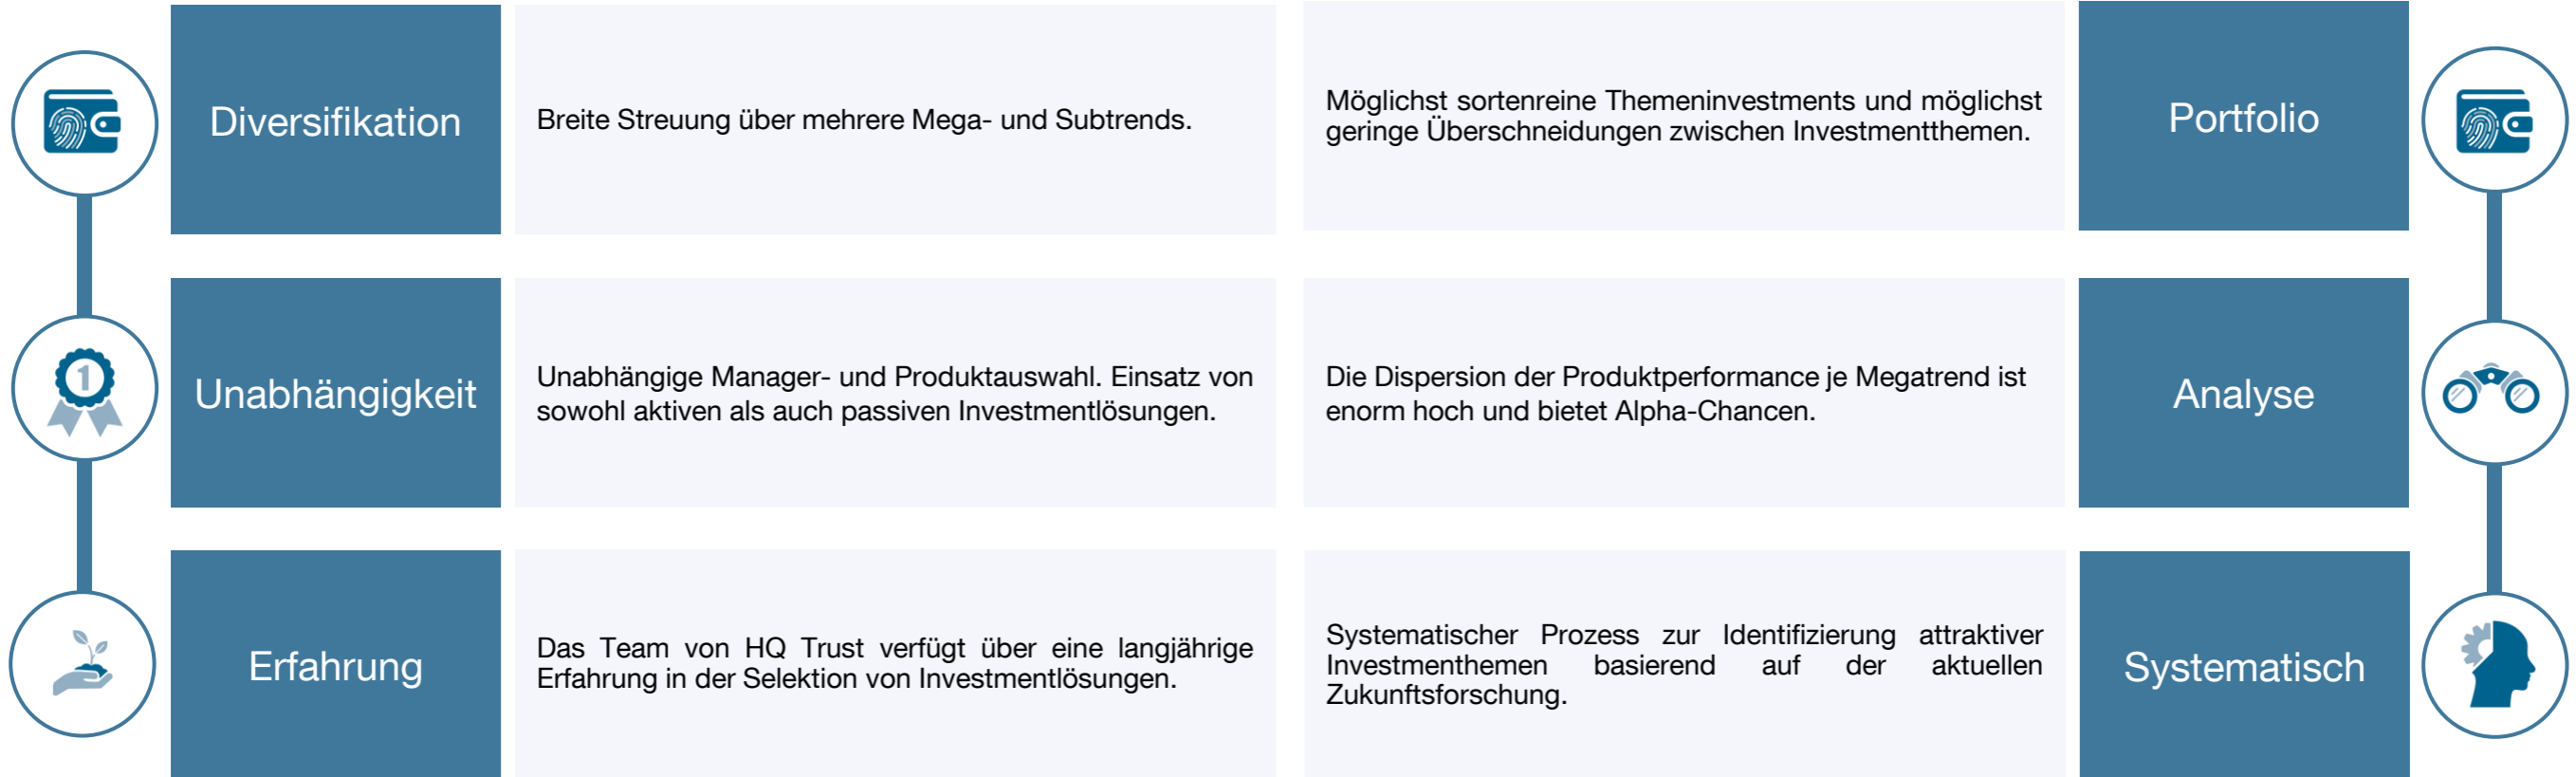 Diversifikation
Breite Streuung über mehrere Mega- und Subtrends.
Möglichst sortenreine Themeninvestments und möglichst
geringe Überschneidungen zwischen Investmentthemen.
Portfolio
1
Unabhängigkeit
Unabhängige Manager- und Produktauswahl. Einsatz von
sowohl aktiven als auch passiven Investmentlösungen.
Die Dispersion der Produktperformance je Megatrend ist
enorm hoch und bietet Alpha-Chancen.
Analyse
Erfahrung
Das Team von HQ Trust verfügt über eine langjährige
Erfahrung in der Selektion von Investmentlösungen.
Systematischer Prozess zur Identifizierung attraktiver
Investmenthemen basierend auf der aktuellen
Zukunftsforschung.
Systematisch